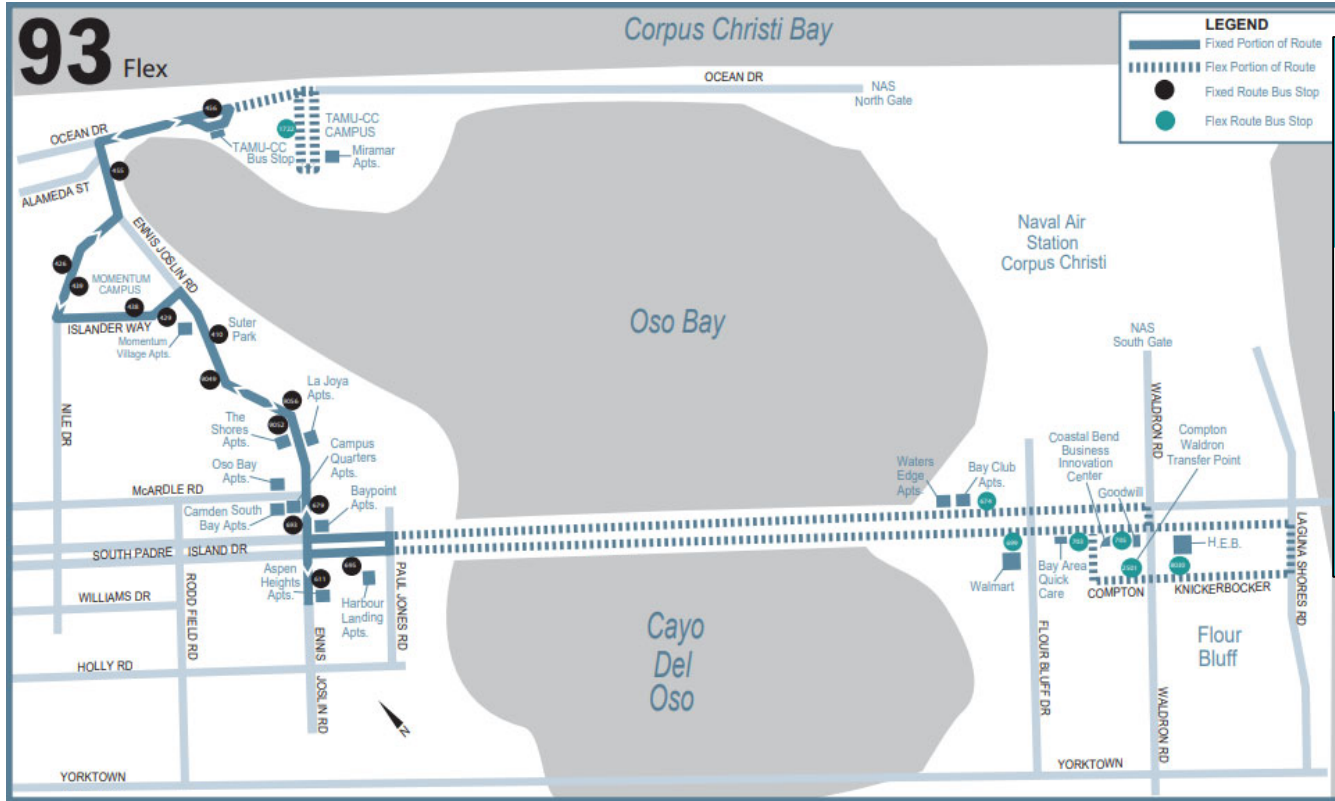 93 Flex
Corpus Christi Bay
LEGEND
Fixed Portion of Route
Flex Portion of Route
Fixed Route Bus Stop
Flex Route Bus Stop
OCEAN DR
NAS
North Gate
OCEAN DR
456
1722
TAMU-CC
CAMPUS
TAMU-CC
Bus Stop
Miramar
Apts.
ALAMEDA ST
455
ENNIS JOSLIN RD
Naval Air
Station
Corpus Christi
426
MOMENTUM
CAMPUS
438
429
ISLANDER WAY
Momentum
Village Apts.
410
Suter
Park
Oso Bay
NAS
South Gate
9049
La Joya
Apts.
9056
9052
The
Shores
Apts.
NILE DR
WALDRON RD
Campus
Quarters
Apts.
Oso Bay
Apts.
McARDLE RD
Camden South
Bay Apts.
Baypoint
Apts.
679
693
Waters
Edge
Apts.
Bay Club
Apts.
674
Coastal Bend
Business
Innovation
Center
Compton
Waldron
Transfer Point
Goodwill
SOUTH PADRE ISLAND DR
699
703
H.E.B.
LAGUNA SHORES RD
Aspen
Heights
Apts.
695
611
Harbour
Landing
Apts.
PAUL JONES RD
Walmart
Bay Area
Quick
Care
2501
COMPTON
KNICKERBOCKER
WILLIAMS DR
RODD FIELD RD
ENNIS JOSLIN RD
HOLLY RD
Cayo
Del
Oso
FLOUR BLUFF DR
Flour
Bluff
WALDRON RD
N
YORKTOWN
YORKTOWN